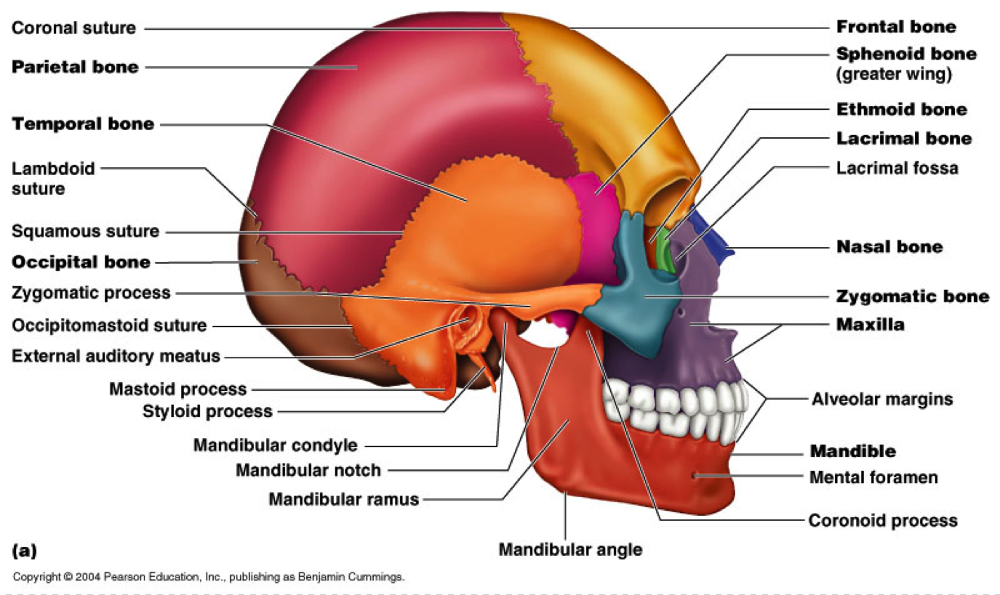 Coronal suture
Parietal bone
Temporal bone
Lambdoid
suture
Squamous suture
Occipital bone
Zygomatic process
Occipitomastoid suture
External auditory meatus
Mastoid process
Styloid process
Mandibular condyle
Mandibular notch
Mandibular ramus
Mandibular angle
Frontal bone
Sphenoid bone
(greater wing)
Ethmoid bone
Lacrimal bone
Lacrimal fossa
Nasal bone
Zygomatic bone
Maxilla
Alveolar margins
Mandible
Mental foramen
Coronoid process
(a)
Copyright © 2004 Pearson Education, Inc., publishing as Benjamin Cummings.